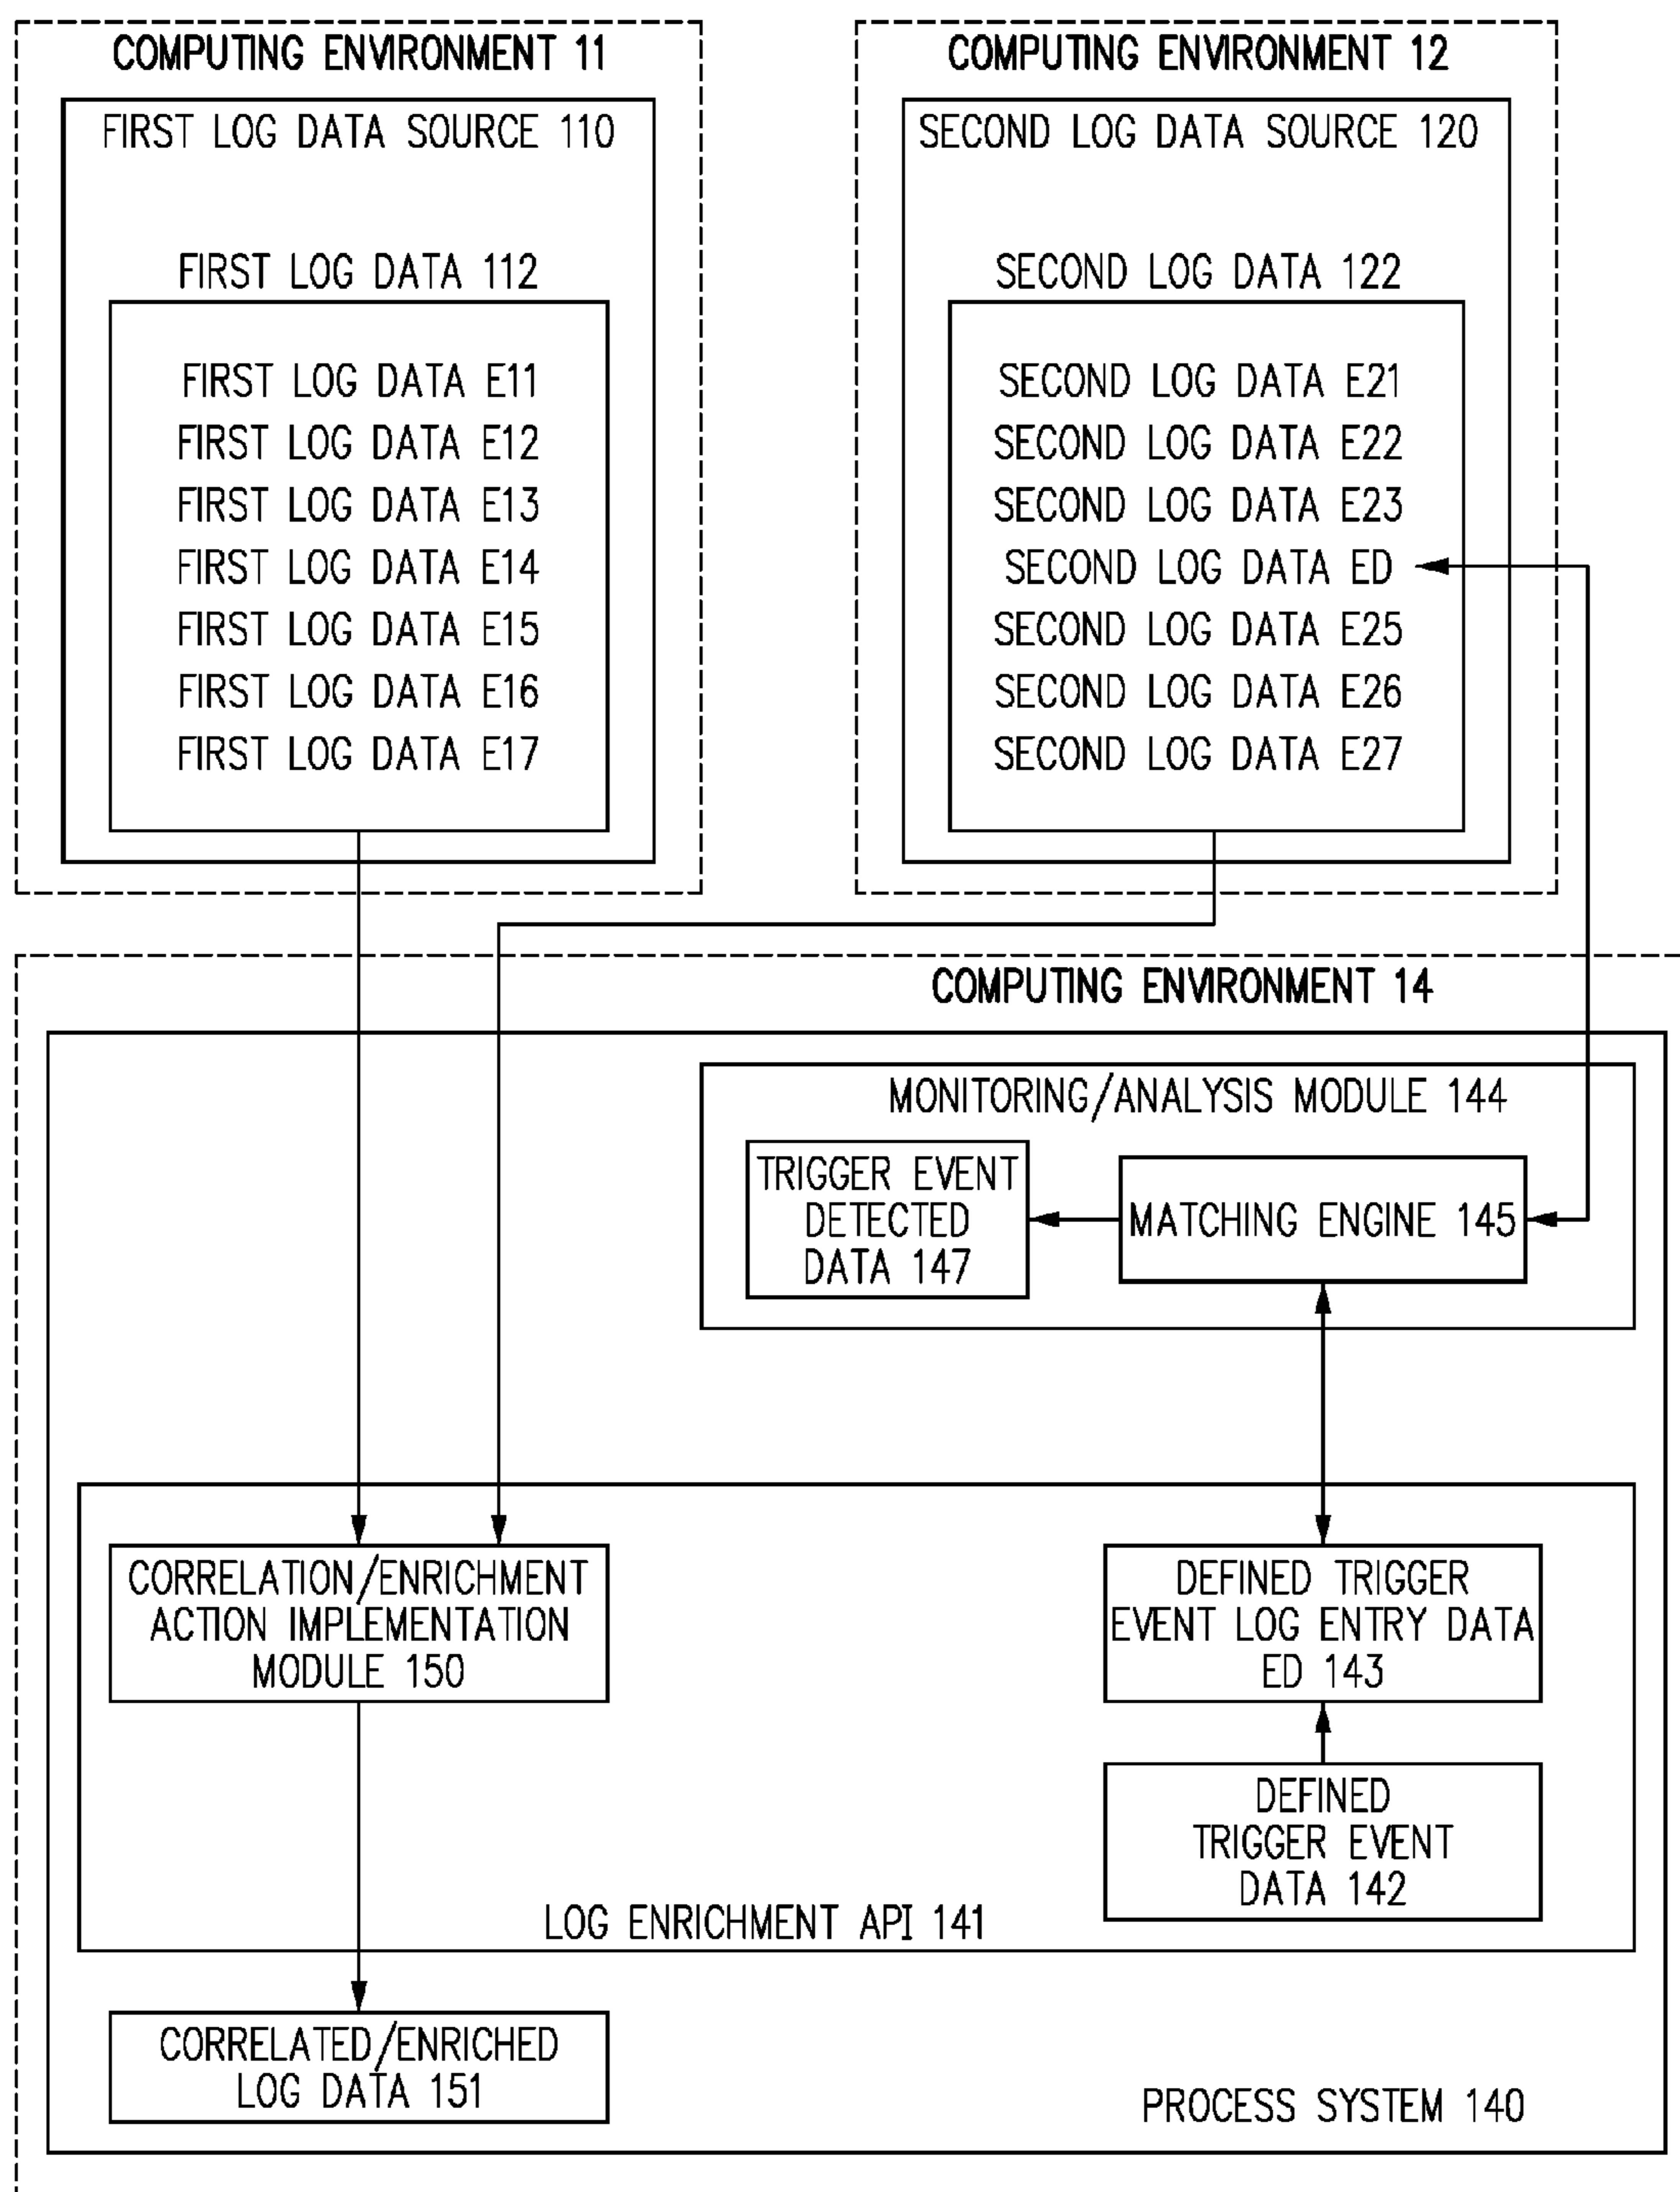 COMPUTING ENVIRONMENT 11
FIRST LOG DATA SOURCE 110
FIRST LOG DATA 112
FIRST LOG DATA E11
FIRST LOG DATA E12
FIRST LOG DATA E13
FIRST LOG DATA E14
FIRST LOG DATA E15
FIRST LOG DATA E16
FIRST LOG DATA E17
COMPUTING ENVIRONMENT 12
SECOND LOG DATA SOURCE 120
SECOND LOG DATA 122
SECOND LOG DATA E21
SECOND LOG DATA E22
SECOND LOG DATA E23
SECOND LOG DATA ED
SECOND LOG DATA E25
SECOND LOG DATA E26
SECOND LOG DATA E27
COMPUTING ENVIRONMENT 14
MONITORING/ANALYSIS MODULE 144
TRIGGER EVENT
DETECTED
DATA 147
MATCHING ENGINE 145
CORRELATION/ENRICHMENT
ACTION IMPLEMENTATION
MODULE 150
DEFINED TRIGGER
EVENT LOG ENTRY DATA
ED 143
DEFINED
TRIGGER EVENT
DATA 142
LOG ENRICHMENT API 141
CORRELATED/ENRICHED
LOG DATA 151
PROCESS SYSTEM 140